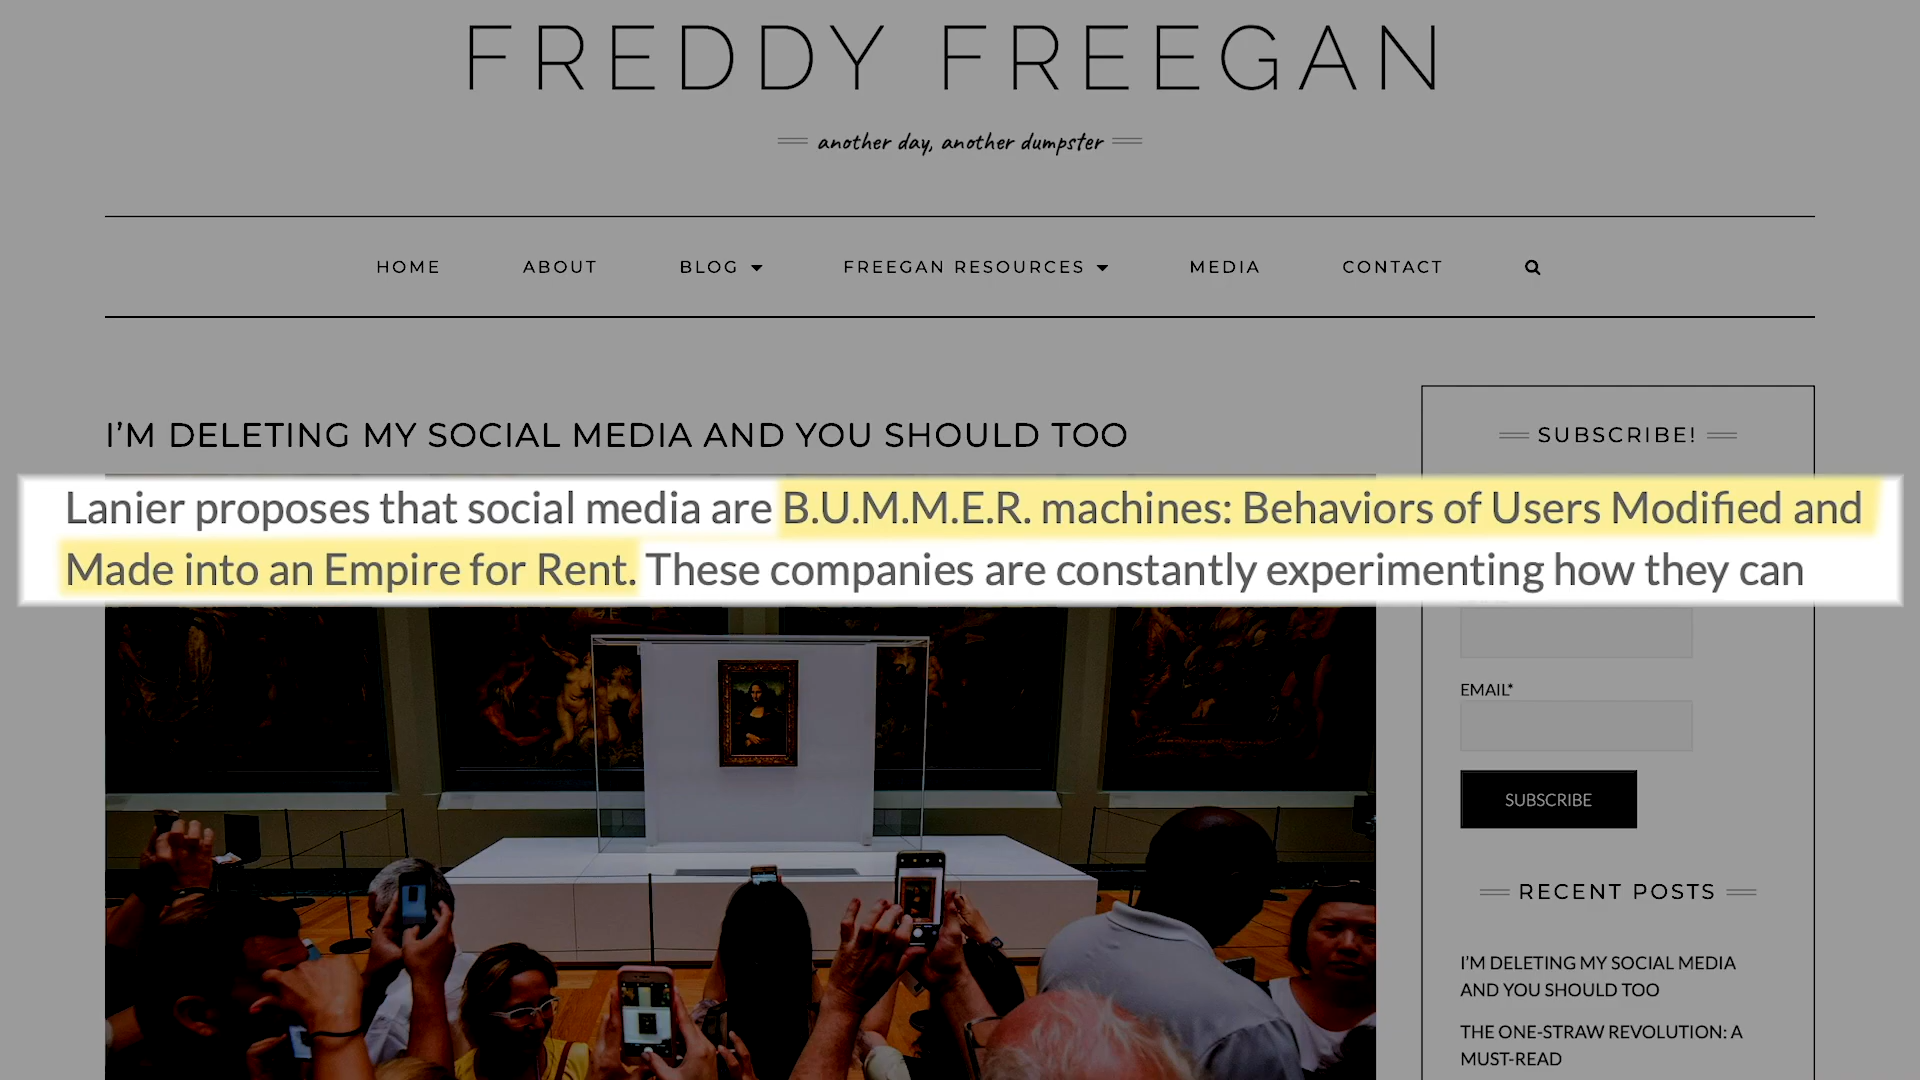 FREDDY FREEGAN
another day, another dumpster
HOME ABOUT BLOG FREEGAN RESOURCES MEDIA CONTACT
I’M DELETING MY SOCIAL MEDIA AND YOU SHOULD TOO
Lanier proposes that social media are B.U.M.M.E.R. machines: Behaviors of Users Modified and
Made into an Empire for Rent. These companies are constantly experimenting how they can
SUBSCRIBE!
EMAIL*
SUBSCRIBE
RECENT POSTS
I’M DELETING MY SOCIAL MEDIA
AND YOU SHOULD TOO
THE ONE-STRAW REVOLUTION: A
MUST-READ